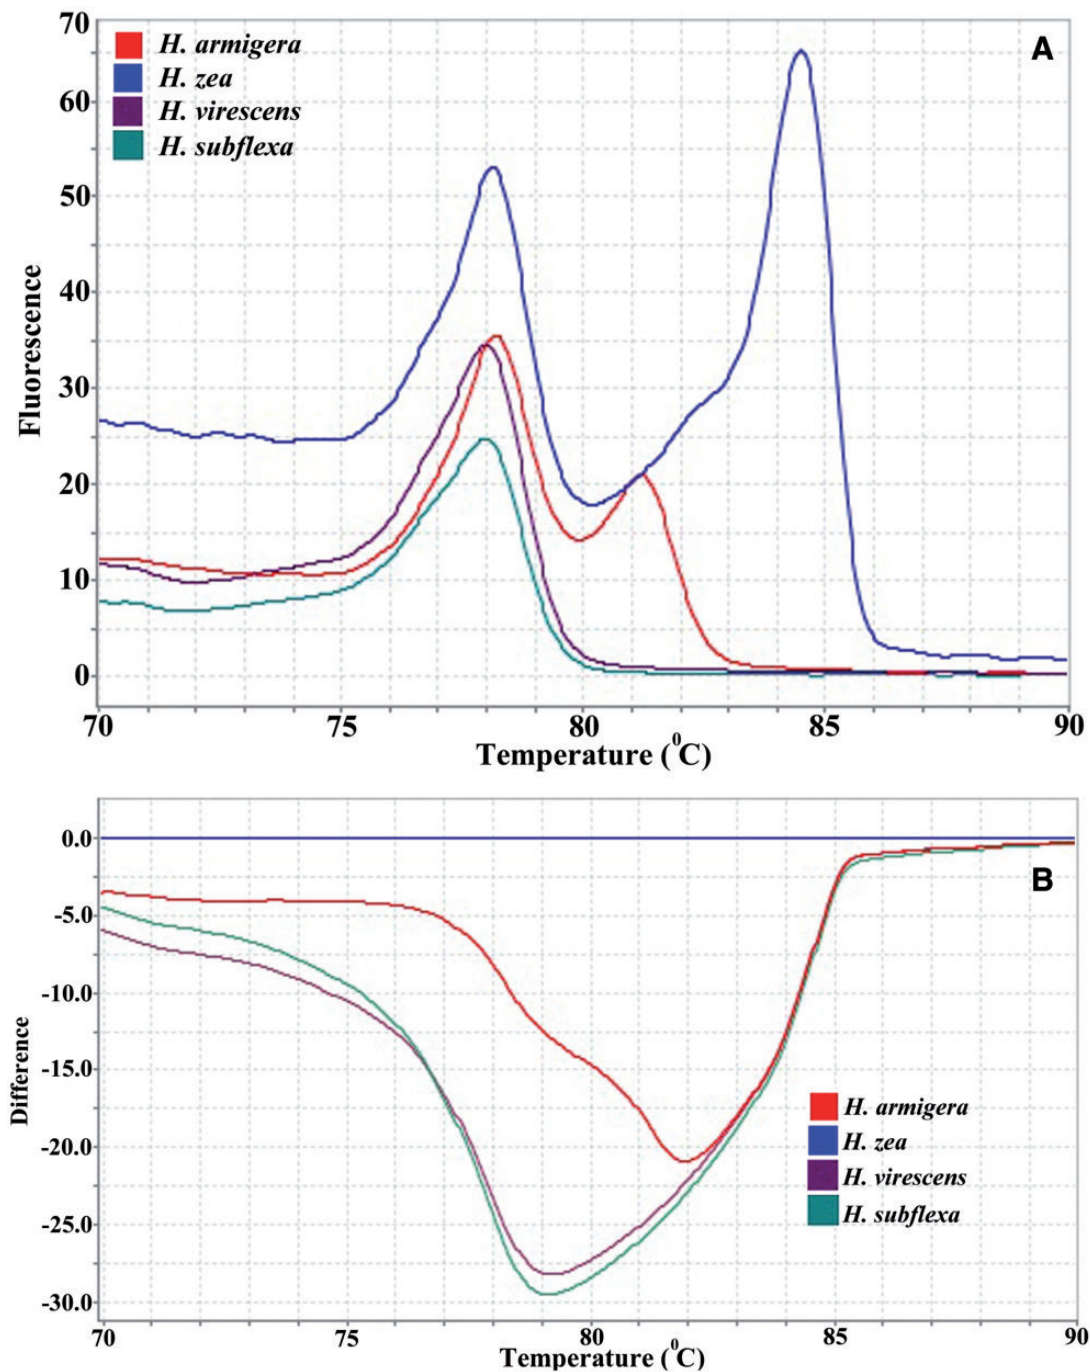 A
H. armigera
H. zea
H. virescens
H. subflexa
70
60
50
40
30
20
10
0
Fluorescence
70 75 80 85 90
Temperature (⁰C)
B
0.0
-5.0
-10.0
-15.0
-20.0
-25.0
-30.0
Difference
H. armigera
H. zea
H. virescens
H. subflexa
70 75 80 85 90
Temperature (⁰C)